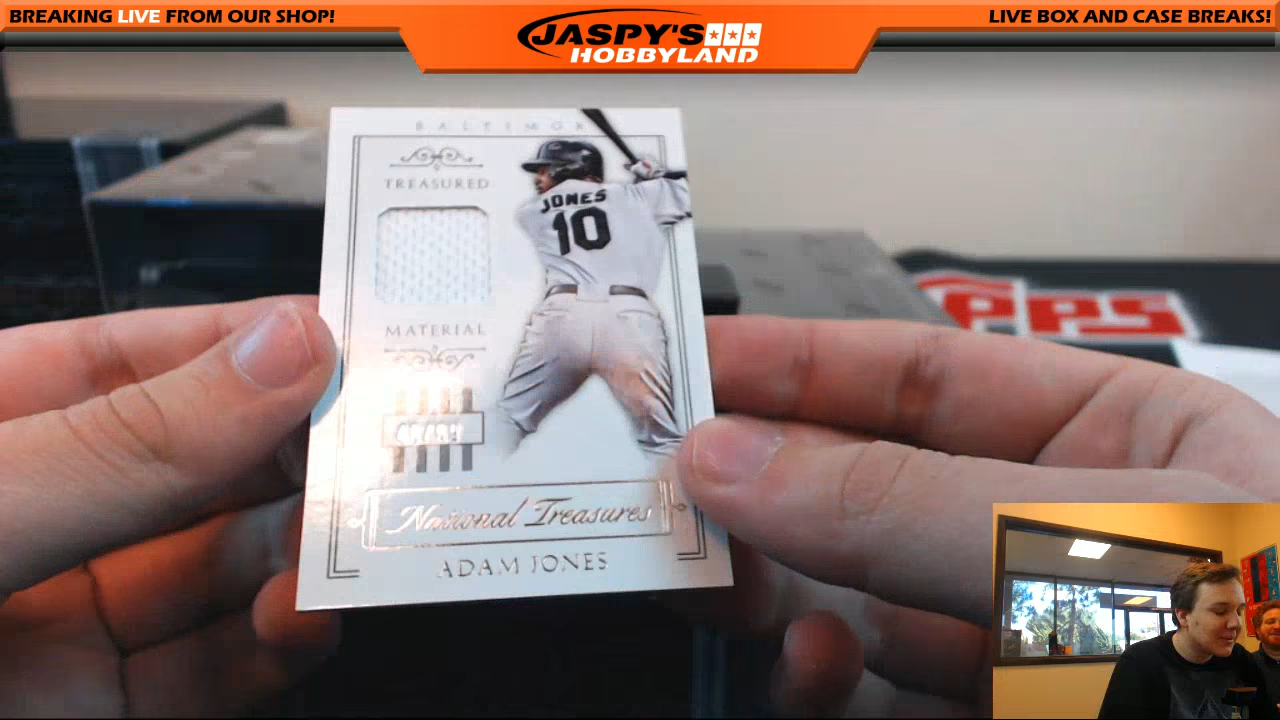 BREAKING LIVE FROM OUR SHOP!
JASPY'S
HOBBYLAND
LIVE BOX AND CASE BREAKS!
TREASURED
JONES
10
MATERIAL
National Treasures
ADAM JONES